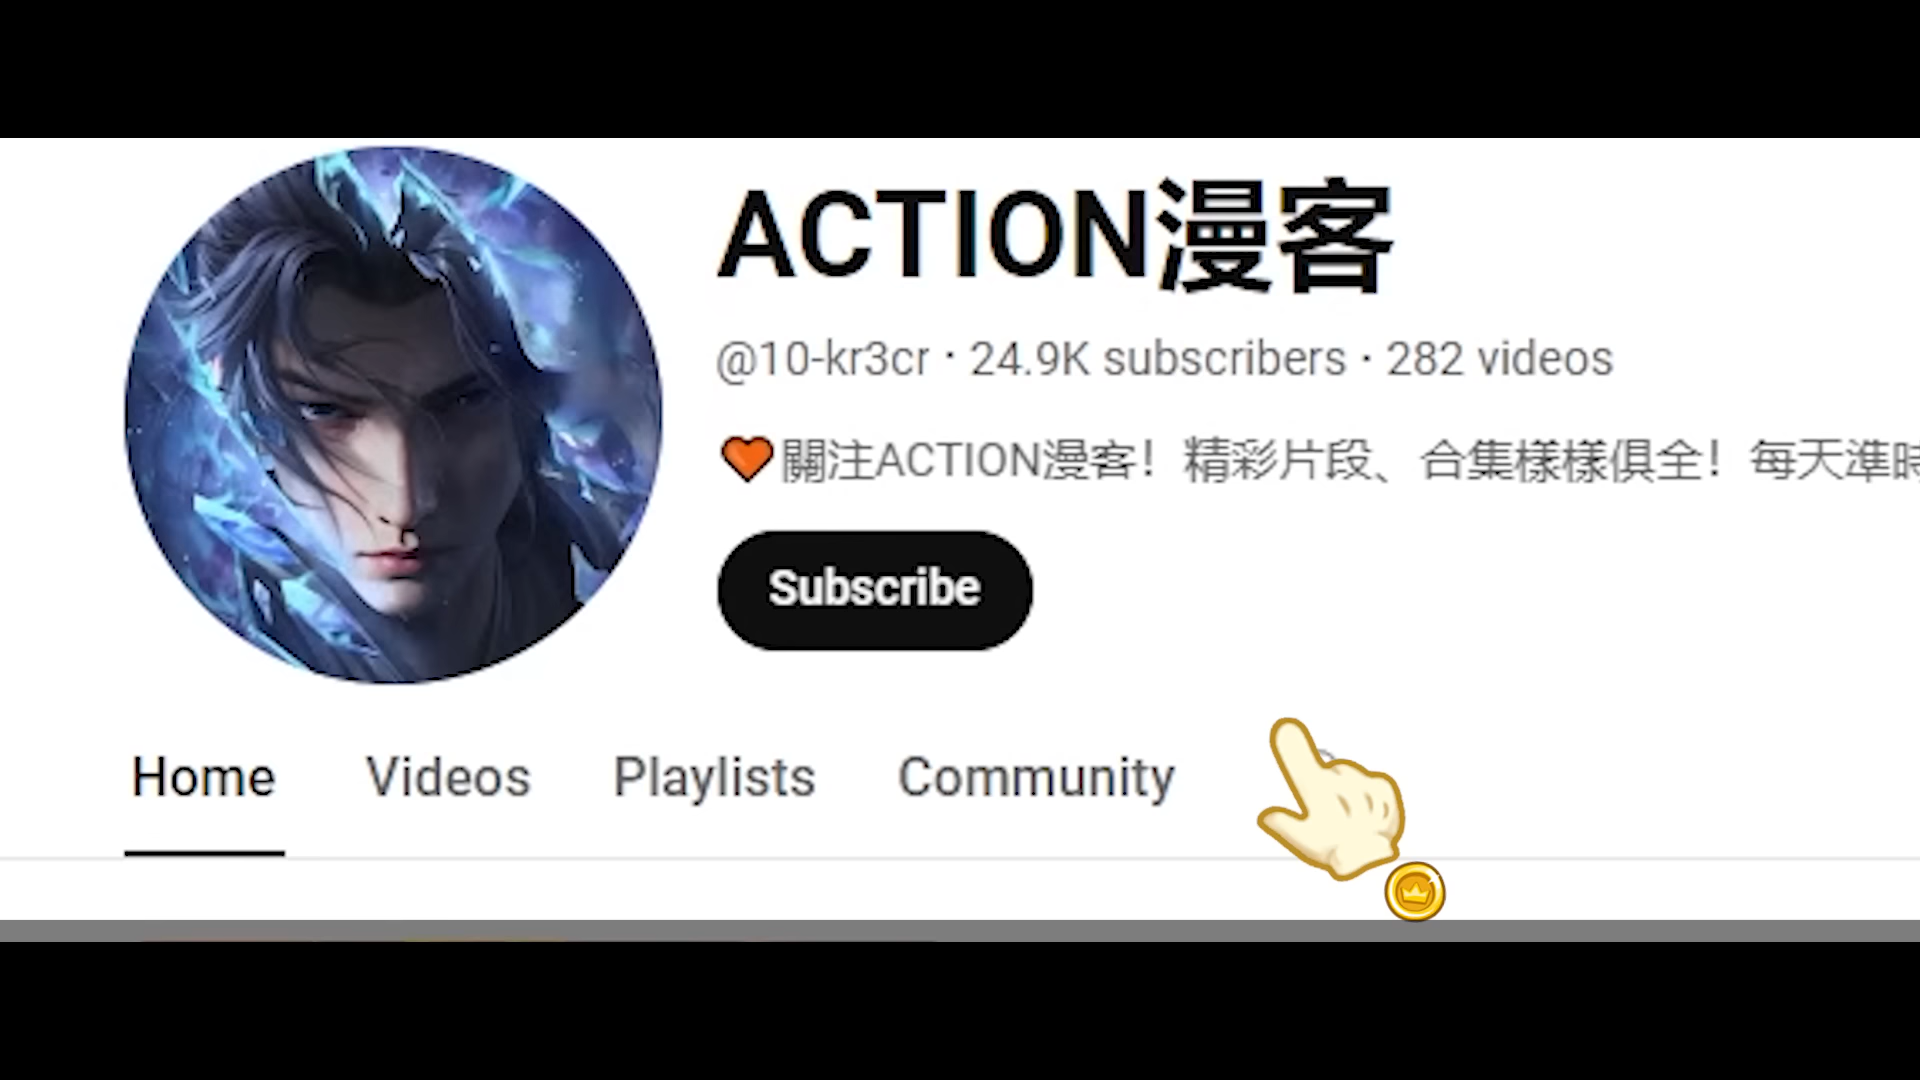 ACTION漫客
@10-kr3cr · 24.9K subscribers · 282 videos
🧡關注ACTION漫客！精彩片段、合集樣樣俱全！每天準時
Subscribe
Home Videos Playlists Community